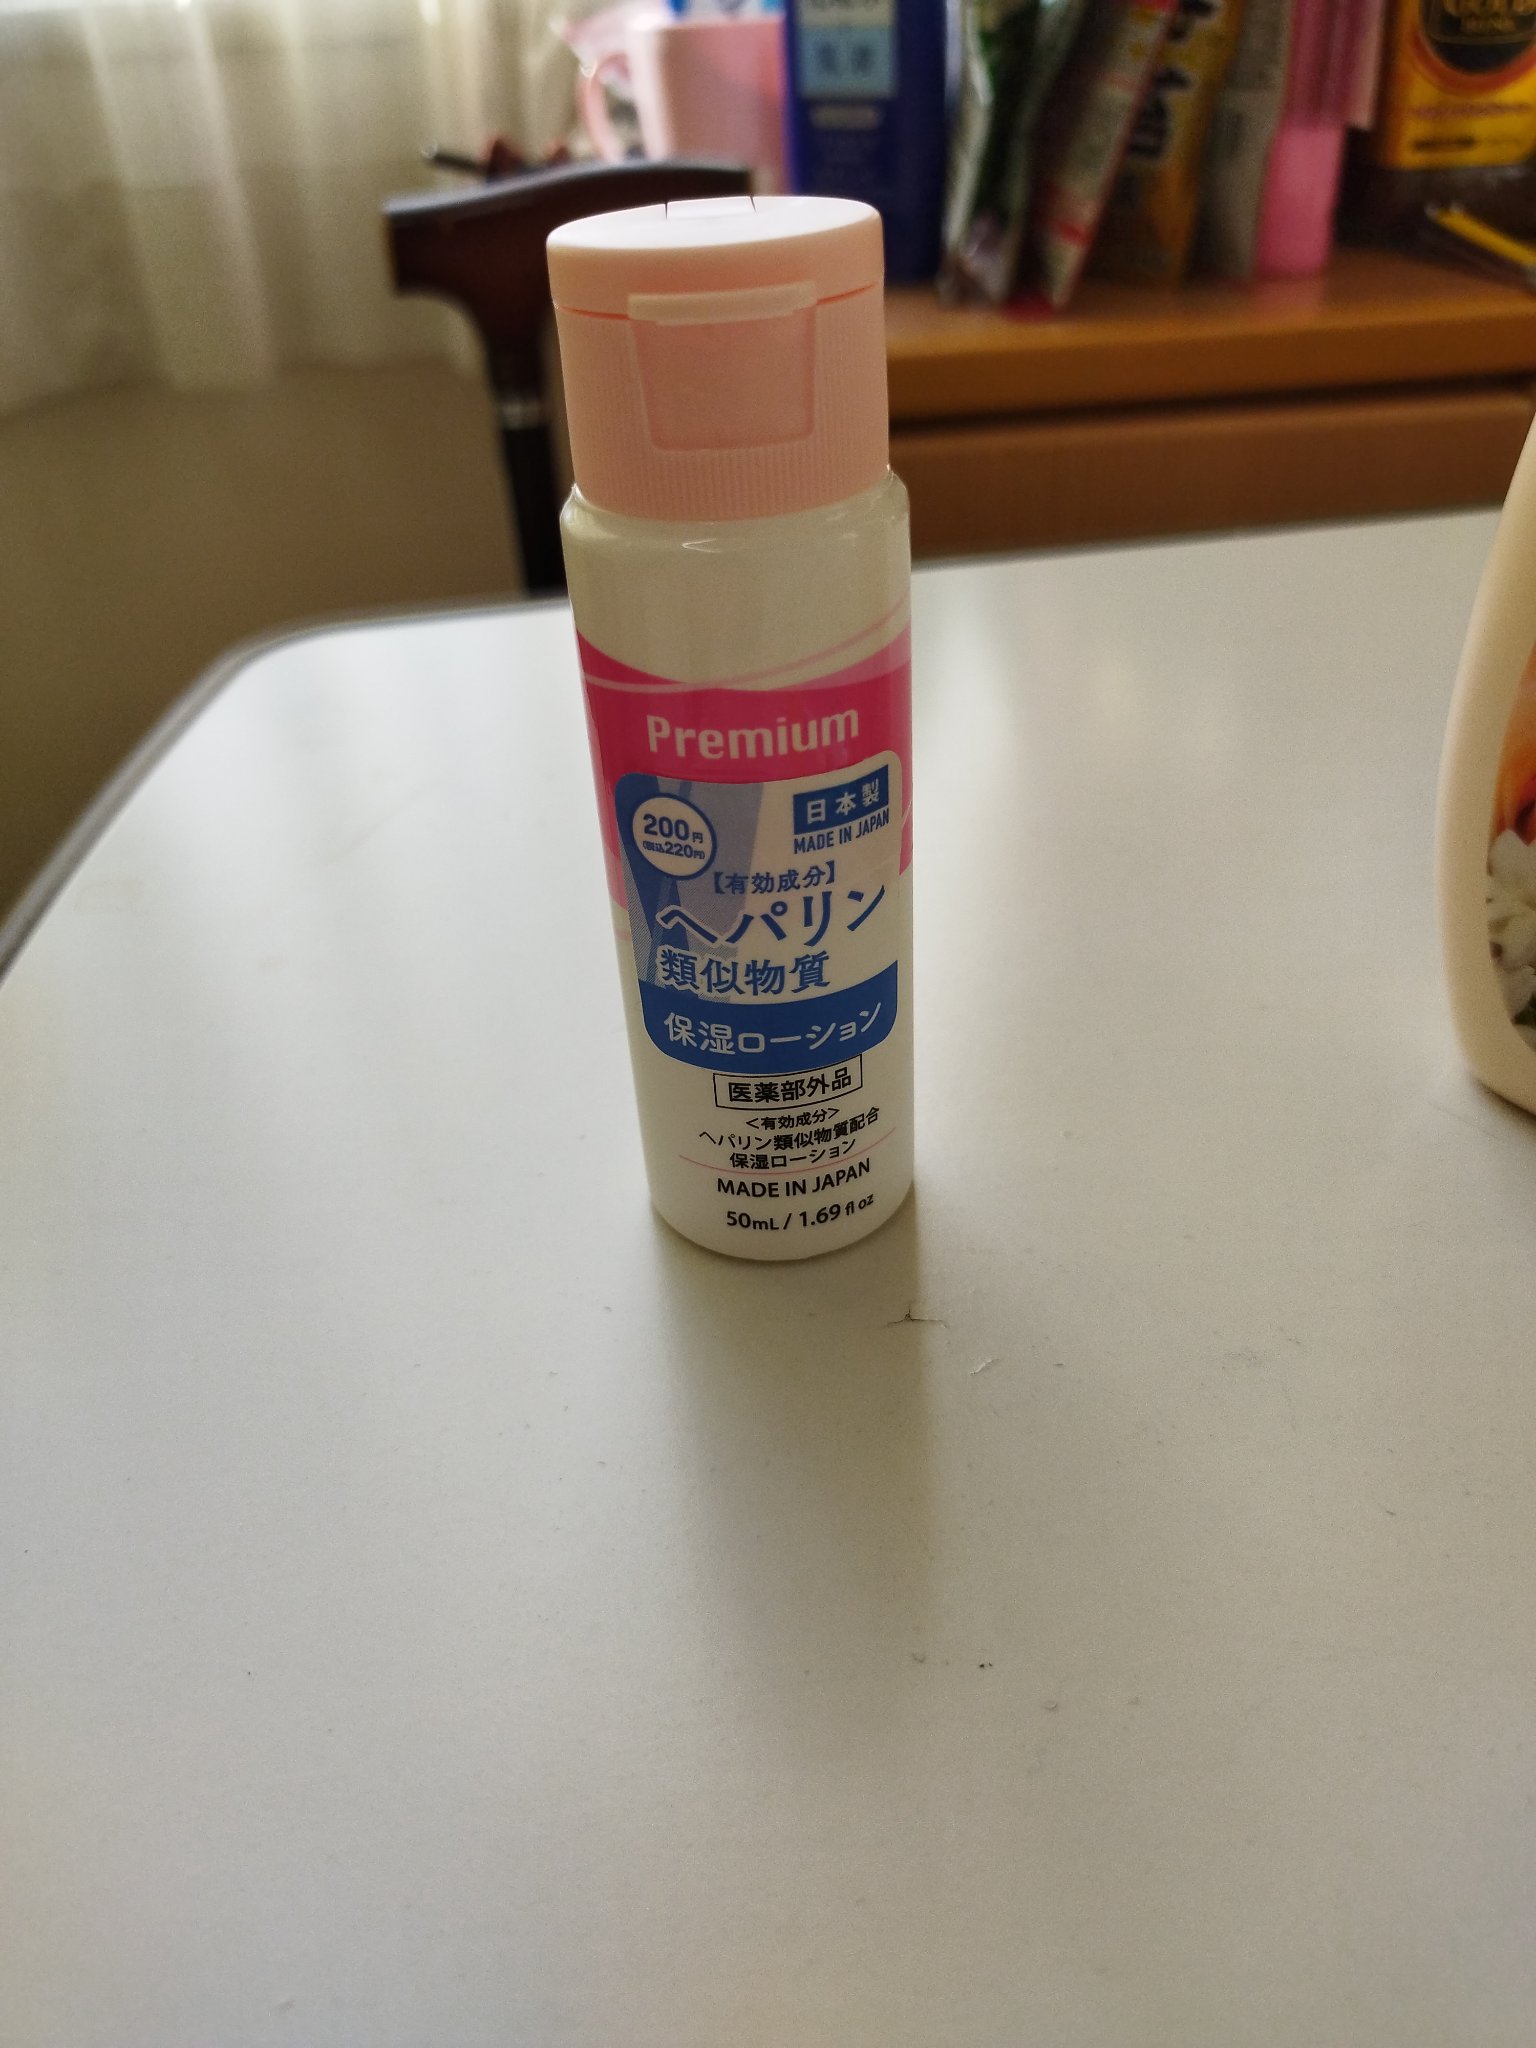 Premium
日本製
MADE IN JAPAN
200円
(税込220円)
【有効成分】
ヘパリン
類似物質
保湿ローション
医薬部外品
<有効成分>
ヘパリン類似物質配合
保湿ローション
MADE IN JAPAN
50mL / 1.69 fl oz
乳液